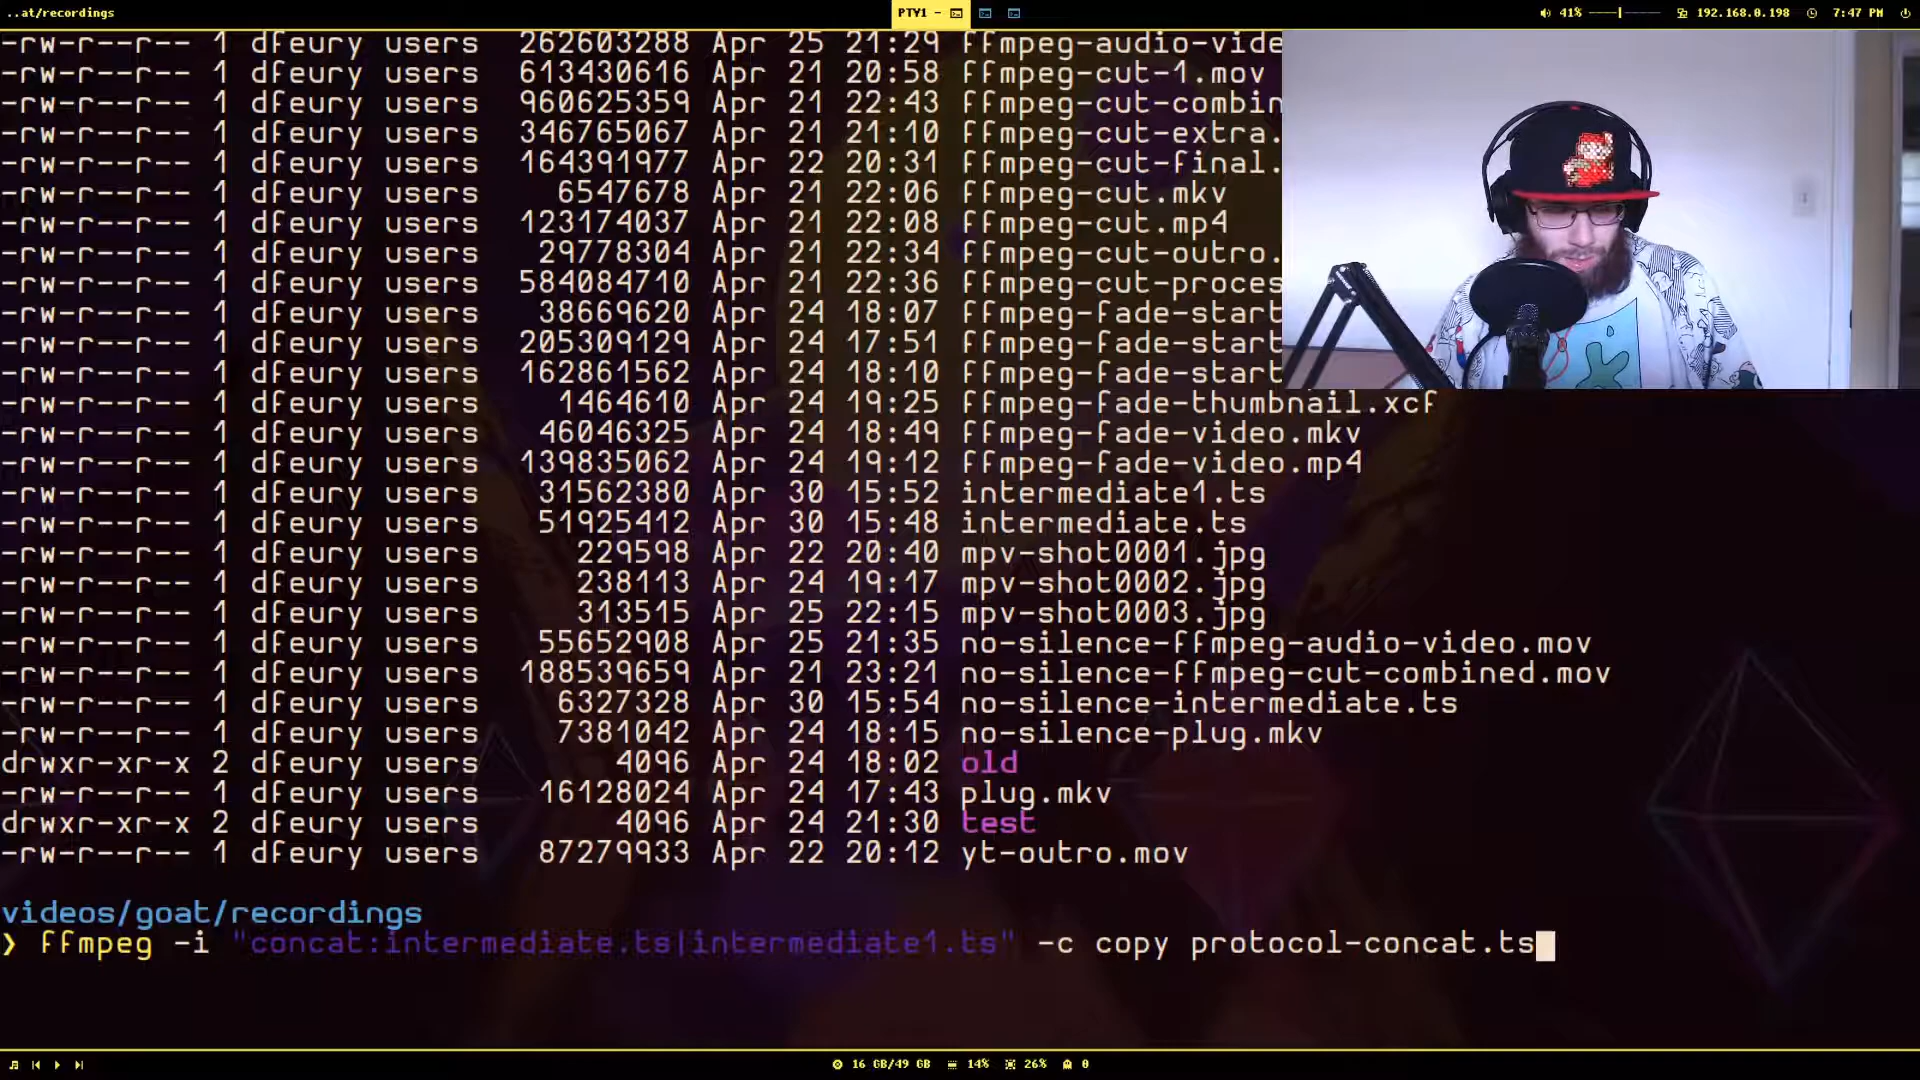 ..at/recordings
PTY1 -
41%
192.168.0.198
7:47 PM
-rw-r--r-- 1 dfeury users 262603288 Apr 25 21:29 ffmpeg-audio-vide
-rw-r--r-- 1 dfeury users 613430616 Apr 21 20:58 ffmpeg-cut-1.mov
-rw-r--r-- 1 dfeury users 960625359 Apr 21 22:43 ffmpeg-cut-combin
-rw-r--r-- 1 dfeury users 346765067 Apr 21 21:10 ffmpeg-cut-extra.
-rw-r--r-- 1 dfeury users 164391977 Apr 22 20:31 ffmpeg-cut-final.
-rw-r--r-- 1 dfeury users 6547678 Apr 21 22:06 ffmpeg-cut.mkv
-rw-r--r-- 1 dfeury users 123174037 Apr 21 22:08 ffmpeg-cut.mp4
-rw-r--r-- 1 dfeury users 29778304 Apr 21 22:34 ffmpeg-cut-outro.
-rw-r--r-- 1 dfeury users 584084710 Apr 21 22:36 ffmpeg-cut-proces
-rw-r--r-- 1 dfeury users 38669620 Apr 24 18:07 ffmpeg-fade-start
-rw-r--r-- 1 dfeury users 205309129 Apr 24 17:51 ffmpeg-fade-start
-rw-r--r-- 1 dfeury users 162861562 Apr 24 18:10 ffmpeg-fade-start
-rw-r--r-- 1 dfeury users 1464610 Apr 24 19:25 ffmpeg-fade-thumbnail.xcf
-rw-r--r-- 1 dfeury users 46046325 Apr 24 18:49 ffmpeg-fade-video.mkv
-rw-r--r-- 1 dfeury users 139835062 Apr 24 19:12 ffmpeg-fade-video.mp4
-rw-r--r-- 1 dfeury users 31562380 Apr 30 15:52 intermediate1.ts
-rw-r--r-- 1 dfeury users 51925412 Apr 30 15:48 intermediate.ts
-rw-r--r-- 1 dfeury users 229598 Apr 22 20:40 mpv-shot0001.jpg
-rw-r--r-- 1 dfeury users 238113 Apr 24 19:17 mpv-shot0002.jpg
-rw-r--r-- 1 dfeury users 313515 Apr 25 22:15 mpv-shot0003.jpg
-rw-r--r-- 1 dfeury users 55652908 Apr 25 21:35 no-silence-ffmpeg-audio-video.mov
-rw-r--r-- 1 dfeury users 188539659 Apr 21 23:21 no-silence-ffmpeg-cut-combined.mov
-rw-r--r-- 1 dfeury users 6327328 Apr 30 15:54 no-silence-intermediate.ts
-rw-r--r-- 1 dfeury users 7381042 Apr 24 18:15 no-silence-plug.mkv
drwxr-xr-x 2 dfeury users 4096 Apr 24 18:02 old
-rw-r--r-- 1 dfeury users 16128024 Apr 24 17:43 plug.mkv
drwxr-xr-x 2 dfeury users 4096 Apr 24 21:30 test
-rw-r--r-- 1 dfeury users 87279933 Apr 22 20:12 yt-outro.mov
videos/goat/recordings
❯ ffmpeg -i "concat:intermediate.ts|intermediate1.ts" -c copy protocol-concat.ts
16 GB/49 GB 14% 26% 0